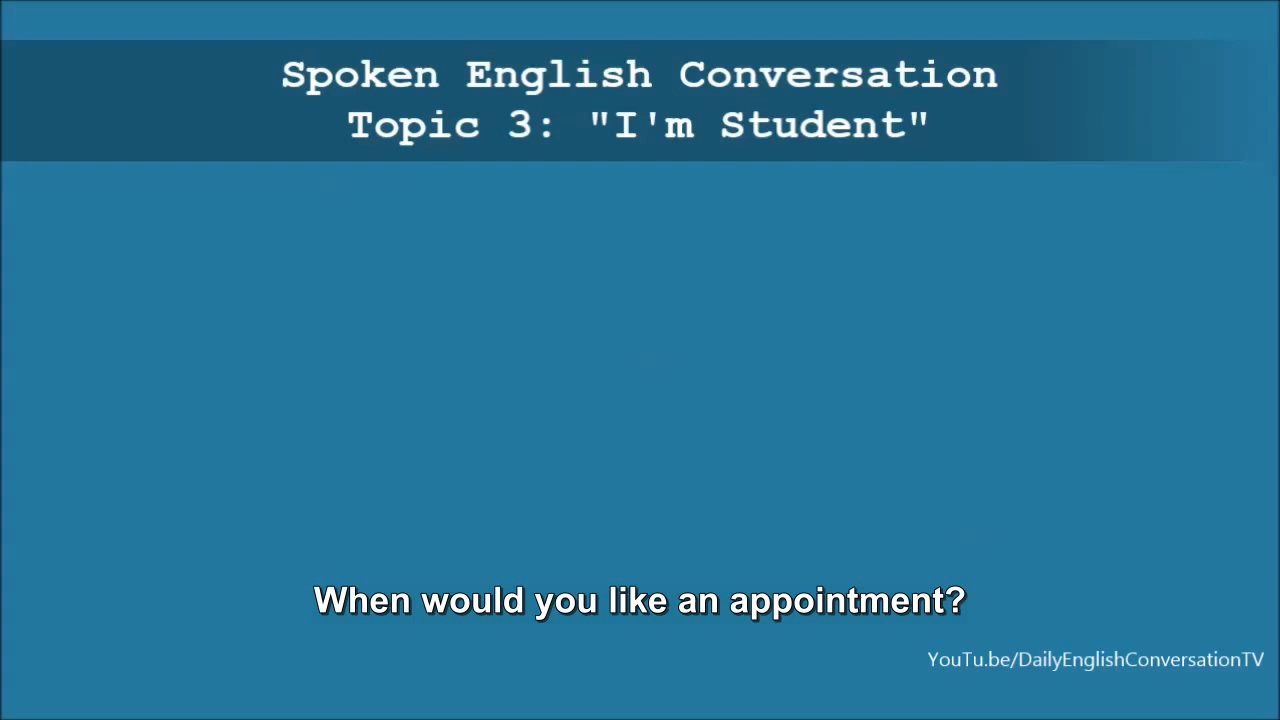 Spoken English Conversation
Topic 3: "I'm Student"
When would you like an appointment?
YouTu.be/DailyEnglishConversationTV